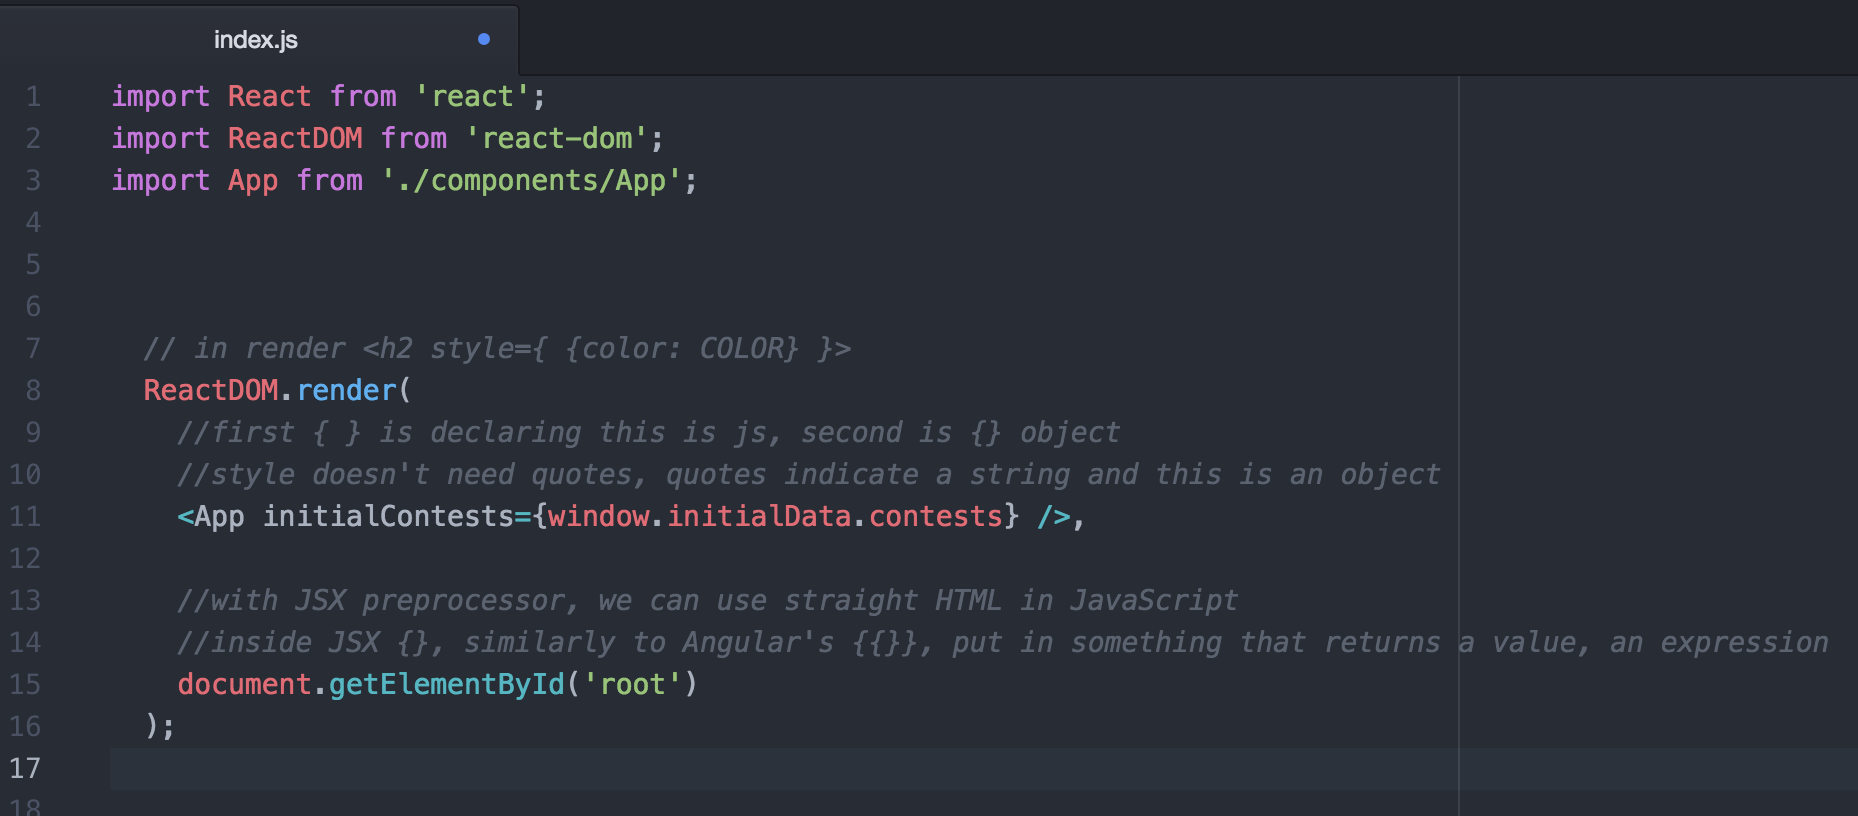 index.js
1 import React from 'react';
2 import ReactDOM from 'react-dom';
3 import App from './components/App';
4
5
6
7 // in render <h2 style={ {color: COLOR} }>
8 ReactDOM.render(
9 //first { } is declaring this is js, second is {} object
10 //style doesn't need quotes, quotes indicate a string and this is an object
11 <App initialContests={window.initialData.contests} />,
12
13 //with JSX preprocessor, we can use straight HTML in JavaScript
14 //inside JSX {}, similarly to Angular's {{}}, put in something that returns a value, an expression
15 document.getElementById('root')
16 );
17
18